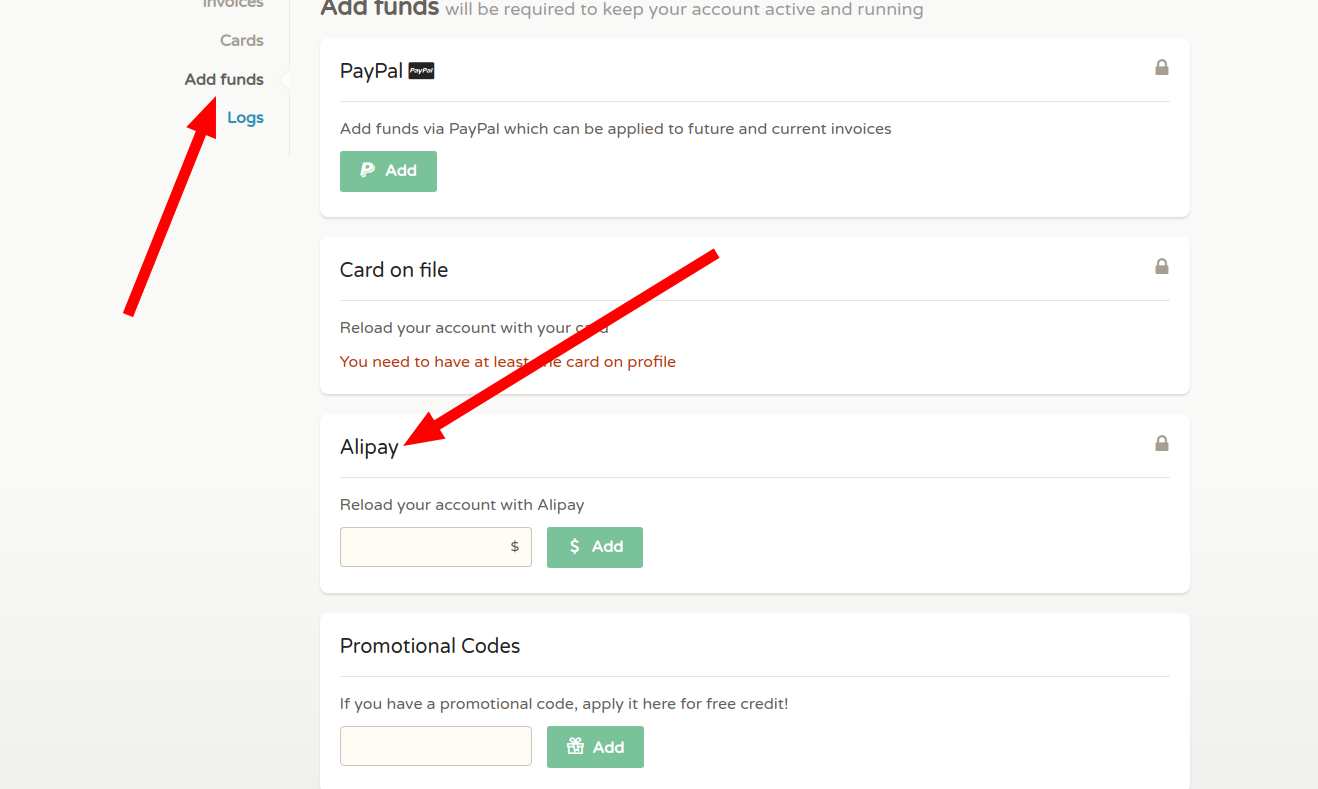 Invoices
Cards
Add funds
Logs
Add funds will be required to keep your account active and running
PayPal PayPal
Add funds via PayPal which can be applied to future and current invoices
Add
Card on file
Reload your account with your card
You need to have at least one card on profile
Alipay
Reload your account with Alipay
$
$ Add
Promotional Codes
If you have a promotional code, apply it here for free credit!
Add